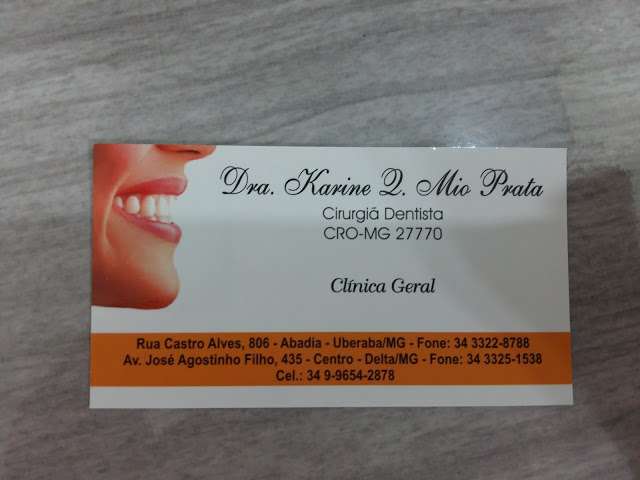 Dra. Karine Q. Mio Prata
Cirurgiã Dentista
CRO-MG 27770
Clínica Geral
Rua Castro Alves, 806 - Abadia - Uberaba/MG - Fone: 34 3322-8788
Av. José Agostinho Filho, 435 - Centro - Delta/MG - Fone: 34 3325-1538
Cel.: 34 9-9654-2878